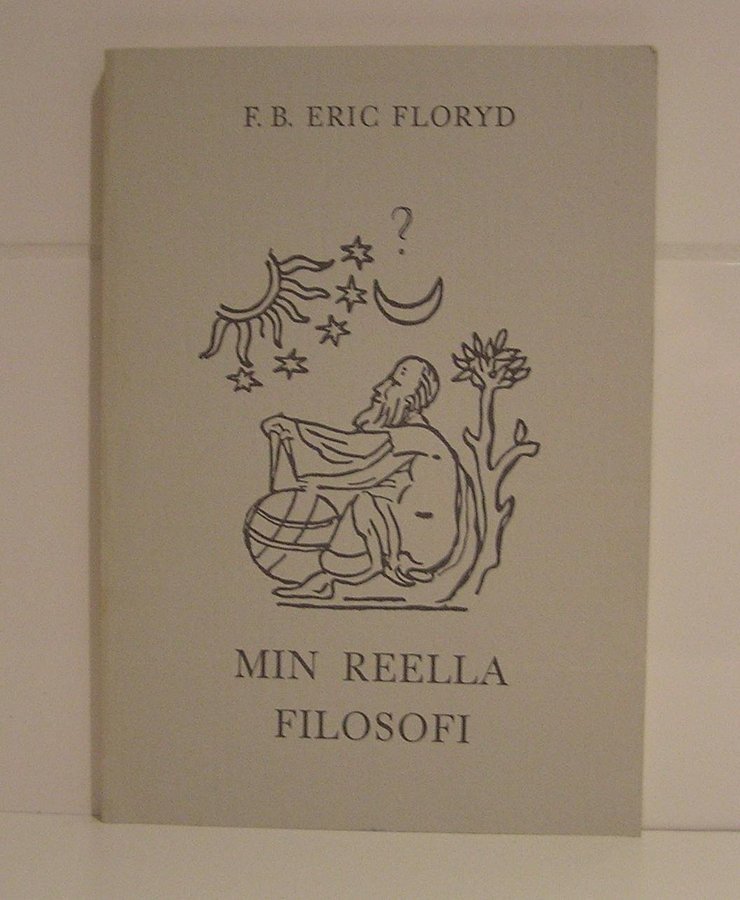 F. B. ERIC FLORYD
?
MIN REELLA
FILOSOFI